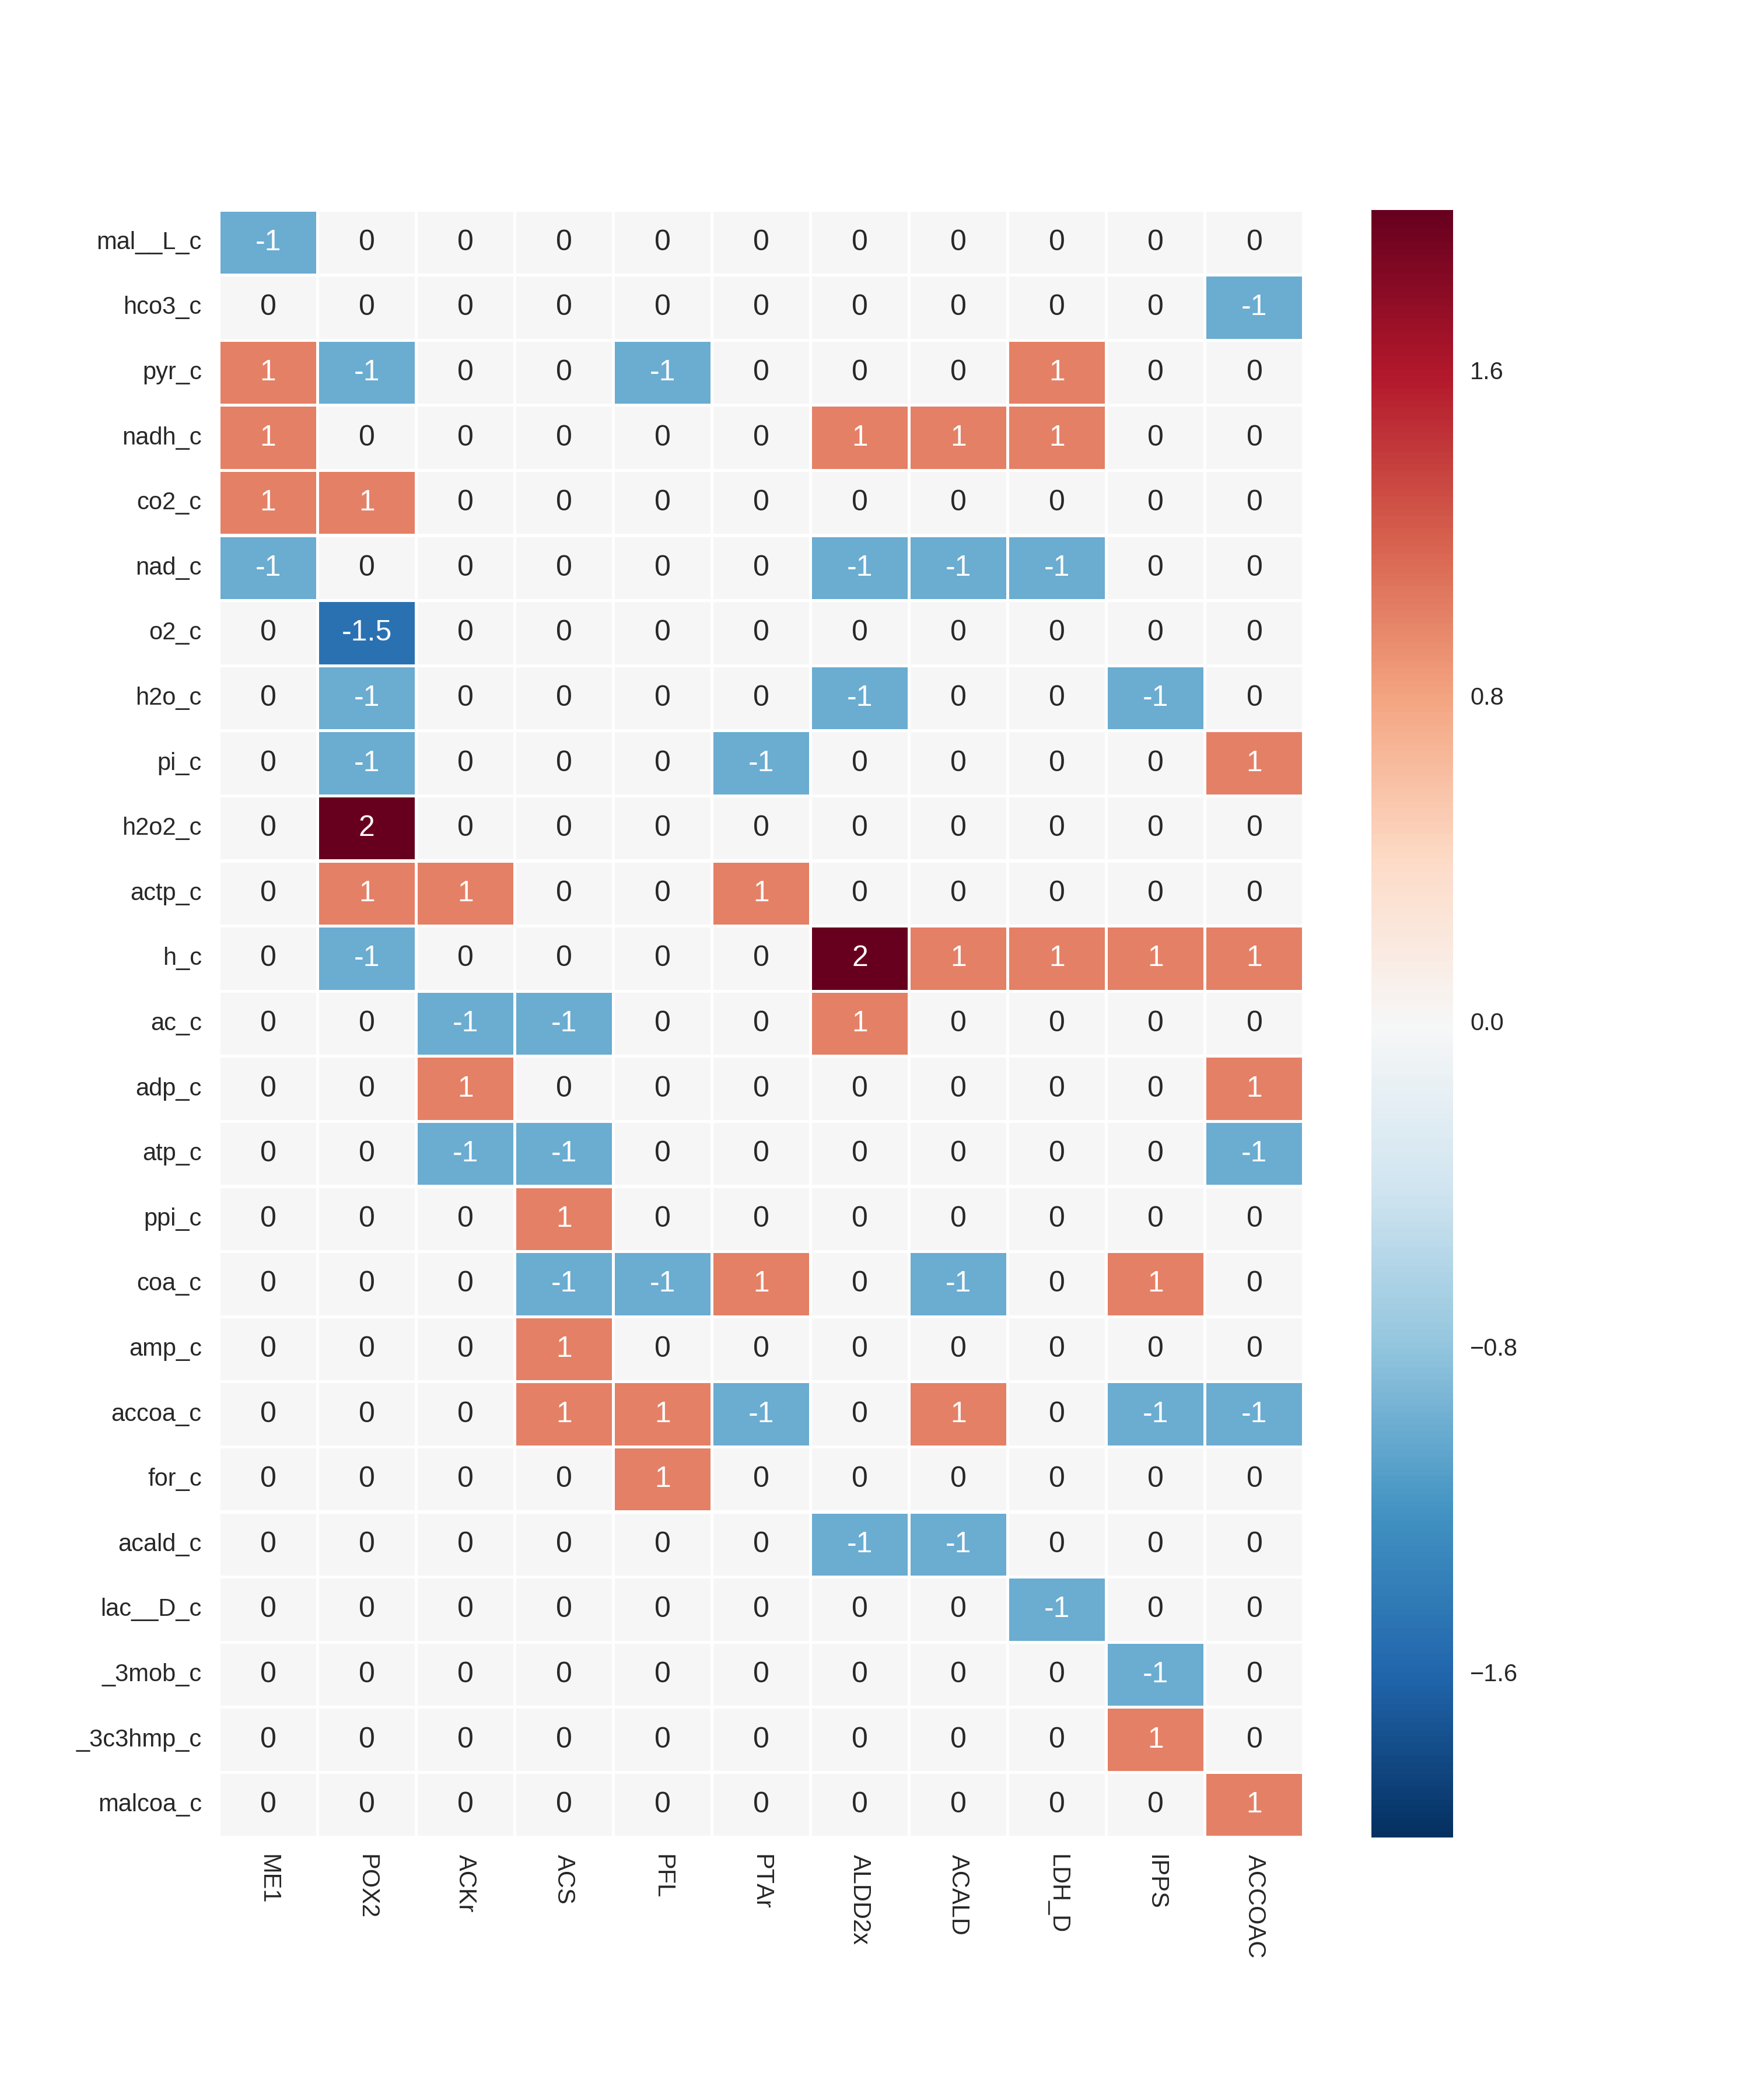 mal__L_c -1 0 0 0 0 0 0 0 0 0 0
hco3_c 0 0 0 0 0 0 0 0 0 0 -1
pyr_c 1 -1 0 0 -1 0 0 0 1 0 0
1.6
nadh_c 1 0 0 0 0 0 1 1 1 0 0
co2_c 1 1 0 0 0 0 0 0 0 0 0
nad_c -1 0 0 0 0 0 -1 -1 -1 0 0
o2_c 0 -1.5 0 0 0 0 0 0 0 0 0
h2o_c 0 -1 0 0 0 0 -1 0 0 -1 0
0.8
pi_c 0 -1 0 0 0 -1 0 0 0 0 1
h2o2_c 0 2 0 0 0 0 0 0 0 0 0
actp_c 0 1 1 0 0 1 0 0 0 0 0
h_c 0 -1 0 0 0 0 2 1 1 1 1
ac_c 0 0 -1 -1 0 0 1 0 0 0 0
0.0
adp_c 0 0 1 0 0 0 0 0 0 0 1
atp_c 0 0 -1 -1 0 0 0 0 0 0 -1
ppi_c 0 0 0 1 0 0 0 0 0 0 0
coa_c 0 0 0 -1 -1 1 0 -1 0 1 0
amp_c 0 0 0 1 0 0 0 0 0 0 0
−0.8
accoa_c 0 0 0 1 1 -1 0 1 0 -1 -1
for_c 0 0 0 0 1 0 0 0 0 0 0
acald_c 0 0 0 0 0 0 -1 -1 0 0 0
lac__D_c 0 0 0 0 0 0 0 0 -1 0 0
_3mob_c 0 0 0 0 0 0 0 0 0 -1 0
−1.6
_3c3hmp_c 0 0 0 0 0 0 0 0 0 1 0
malcoa_c 0 0 0 0 0 0 0 0 0 0 1
ME1 POX2 ACKr ACS PFL PTAr ALDD2x ACALD LDH_D IPPS ACCOAC